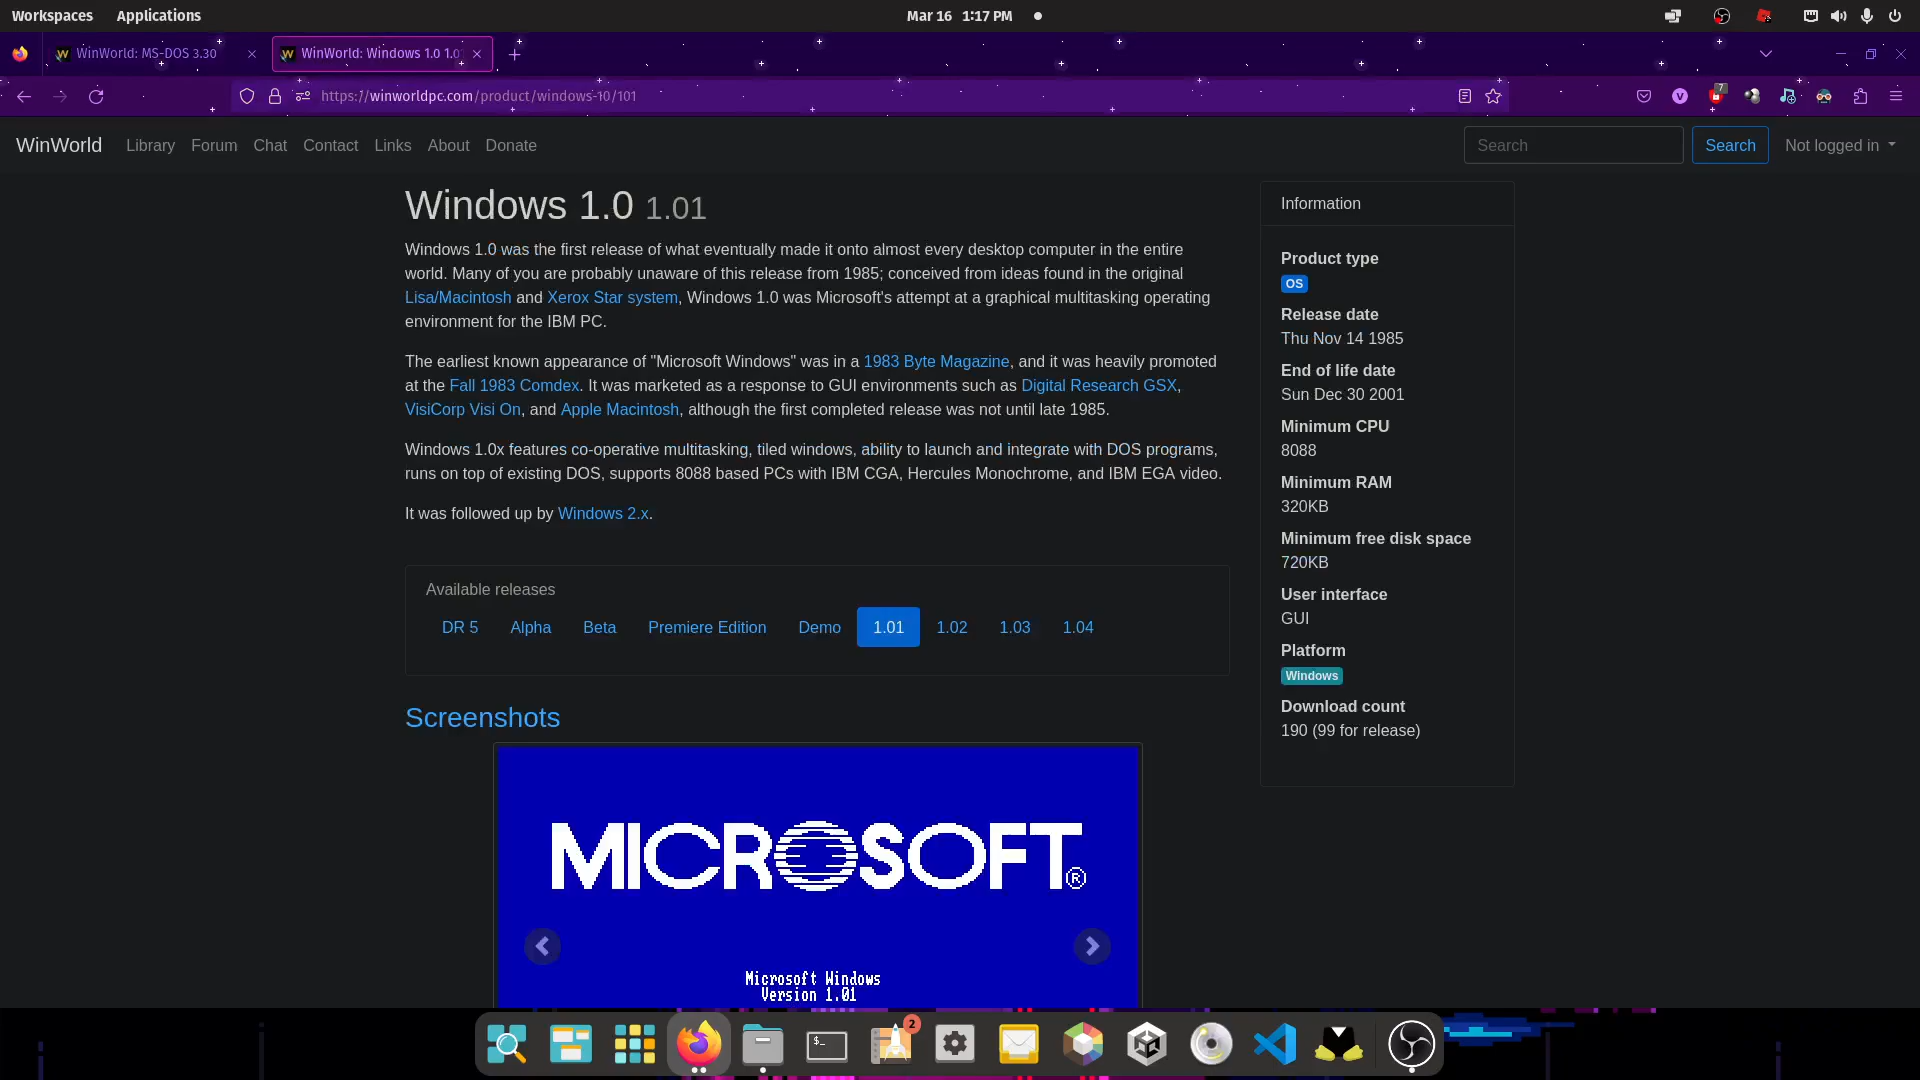 Workspaces Applications Mar 16 1:17 PM
WinWorld: MS-DOS 3.30 WinWorld: Windows 1.0 1.0
https://winworldpc.com/product/windows-10/101 7
WinWorld Library Forum Chat Contact Links About Donate Search Search Not logged in
Windows 1.0 1.01
Windows 1.0 was the first release of what eventually made it onto almost every desktop computer in the entire
world. Many of you are probably unaware of this release from 1985; conceived from ideas found in the original
Lisa/Macintosh and Xerox Star system, Windows 1.0 was Microsoft's attempt at a graphical multitasking operating
environment for the IBM PC.
The earliest known appearance of "Microsoft Windows" was in a 1983 Byte Magazine, and it was heavily promoted
at the Fall 1983 Comdex. It was marketed as a response to GUI environments such as Digital Research GSX,
VisiCorp Visi On, and Apple Macintosh, although the first completed release was not until late 1985.
Windows 1.0x features co-operative multitasking, tiled windows, ability to launch and integrate with DOS programs,
runs on top of existing DOS, supports 8088 based PCs with IBM CGA, Hercules Monochrome, and IBM EGA video.
It was followed up by Windows 2.x.
Available releases
DR 5 Alpha Beta Premiere Edition Demo 1.01 1.02 1.03 1.04
Screenshots
MICROSOFT®
Microsoft Windows
Version 1.01
Information
Product type
OS
Release date
Thu Nov 14 1985
End of life date
Sun Dec 30 2001
Minimum CPU
8088
Minimum RAM
320KB
Minimum free disk space
720KB
User interface
GUI
Platform
Windows
Download count
190 (99 for release)
$_
2